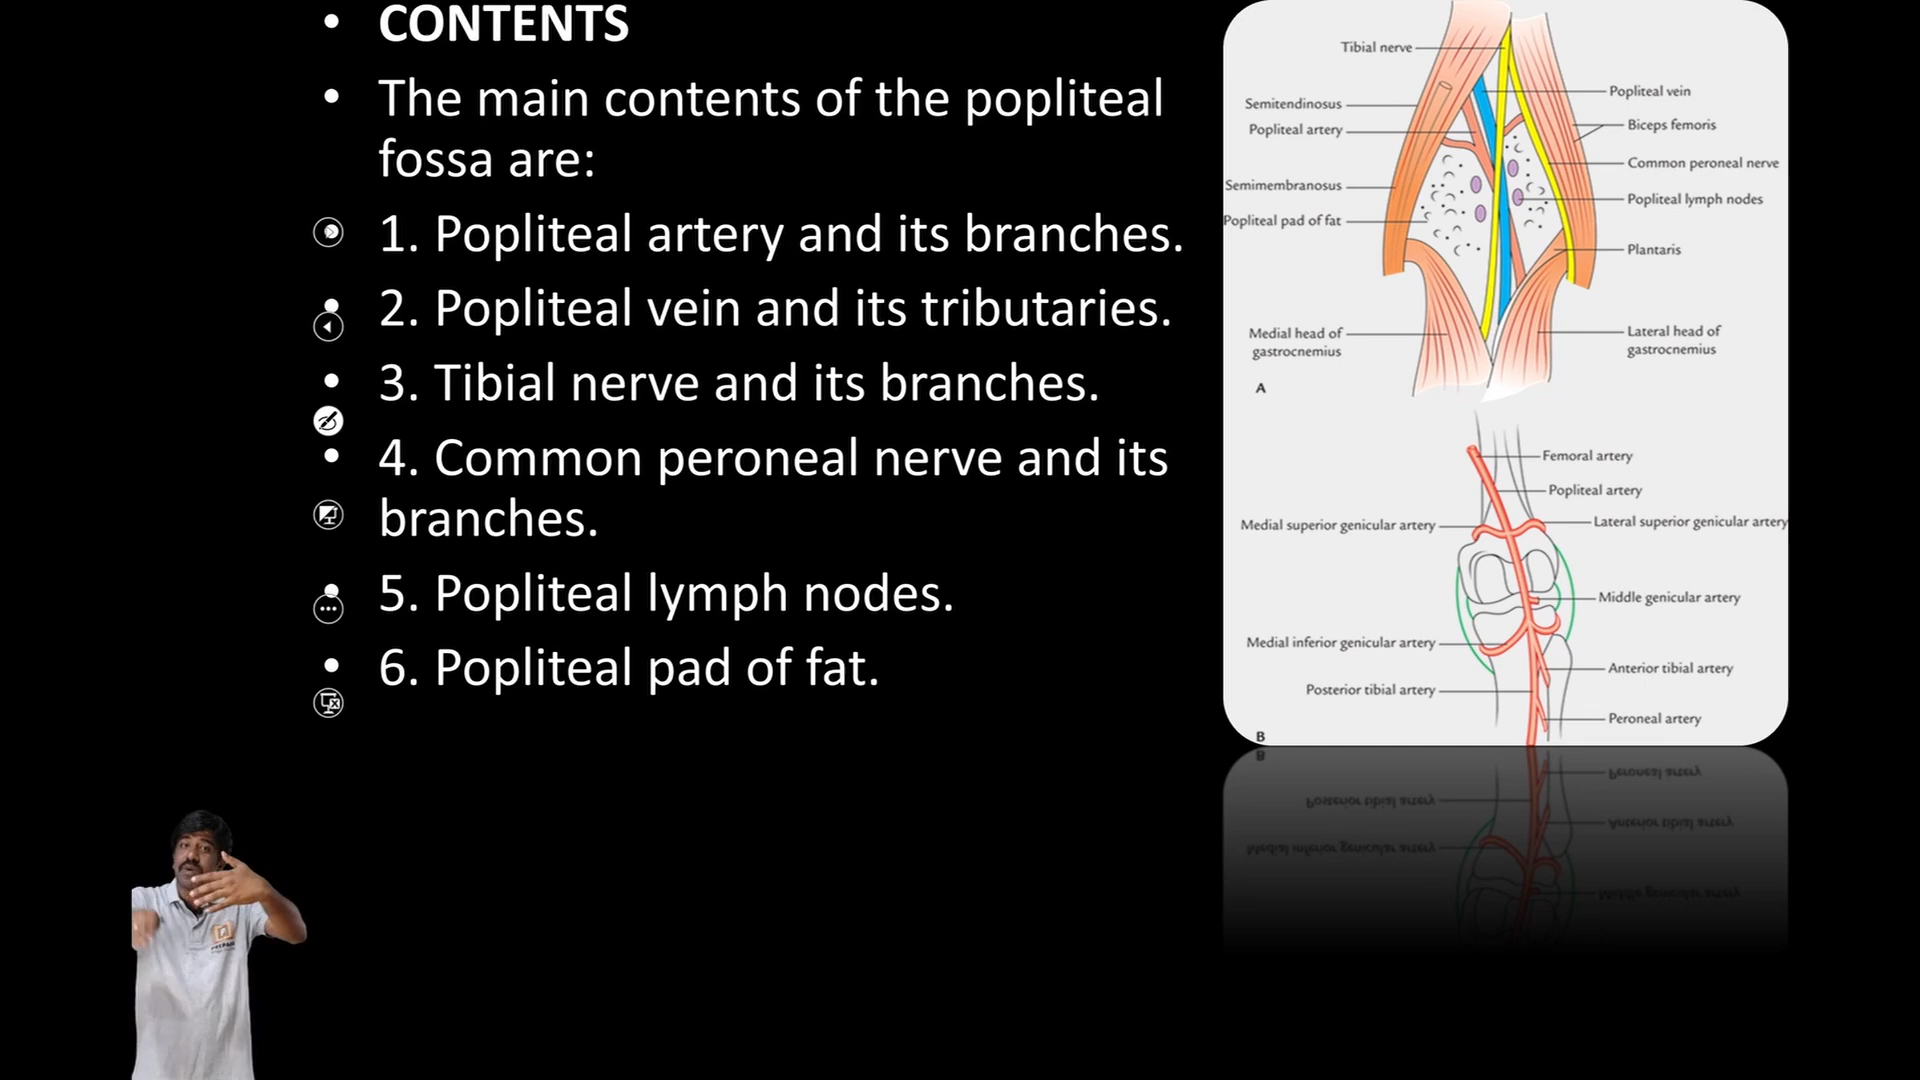 CONTENTS
The main contents of the popliteal
fossa are:
1. Popliteal artery and its branches.
2. Popliteal vein and its tributaries.
3. Tibial nerve and its branches.
4. Common peroneal nerve and its
branches.
5. Popliteal lymph nodes.
6. Popliteal pad of fat.
Tibial nerve
Semitendinosus
Popliteal artery
Semimembranosus
Popliteal pad of fat
Medial head of
gastrocnemius
Popliteal vein
Biceps femoris
Common peroneal nerve
Popliteal lymph nodes
Plantaris
Lateral head of
gastrocnemius
A
Femoral artery
Popliteal artery
Medial superior genicular artery
Lateral superior genicular artery
Middle genicular artery
Medial inferior genicular artery
Anterior tibial artery
Posterior tibial artery
Peroneal artery
B